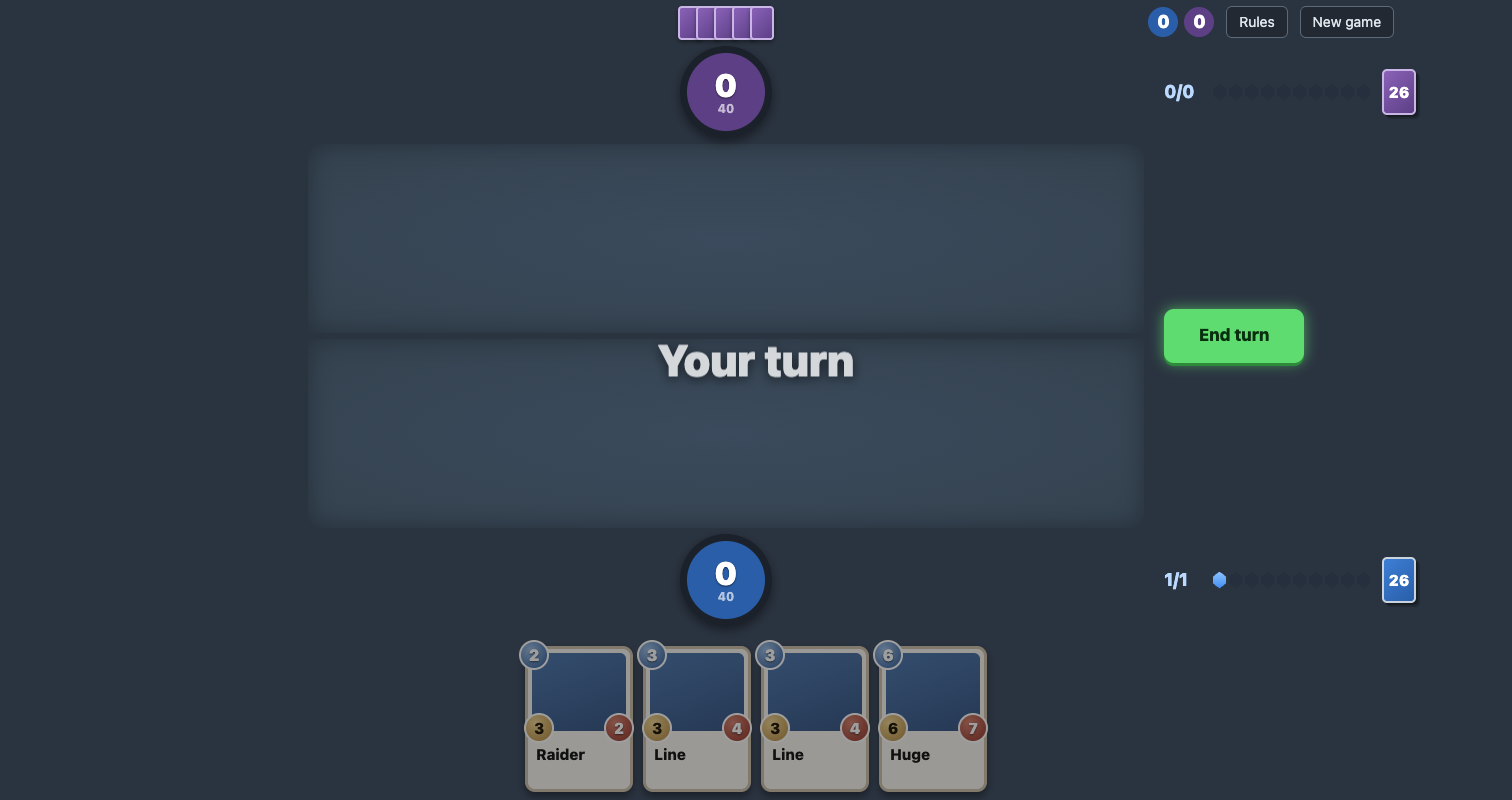 0 0 Rules New game
0
40
0/0 26
Your turn
End turn
0
40
1/1 26
2 3 3 6
3 2 3 4 3 4 6 7
Raider Line Line Huge